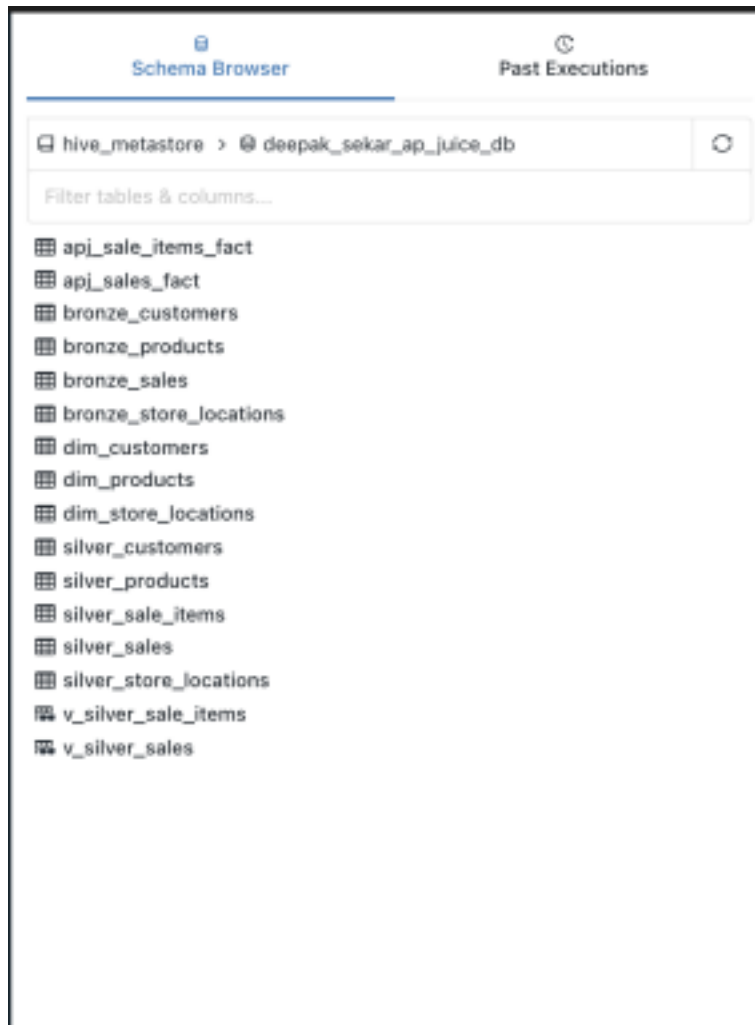 Schema Browser
Past Executions
hive_metastore > deepak_sekar_ap_juice_db
Filter tables & columns...
apj_sale_items_fact
apj_sales_fact
bronze_customers
bronze_products
bronze_sales
bronze_store_locations
dim_customers
dim_products
dim_store_locations
silver_customers
silver_products
silver_sale_items
silver_sales
silver_store_locations
v_silver_sale_items
v_silver_sales